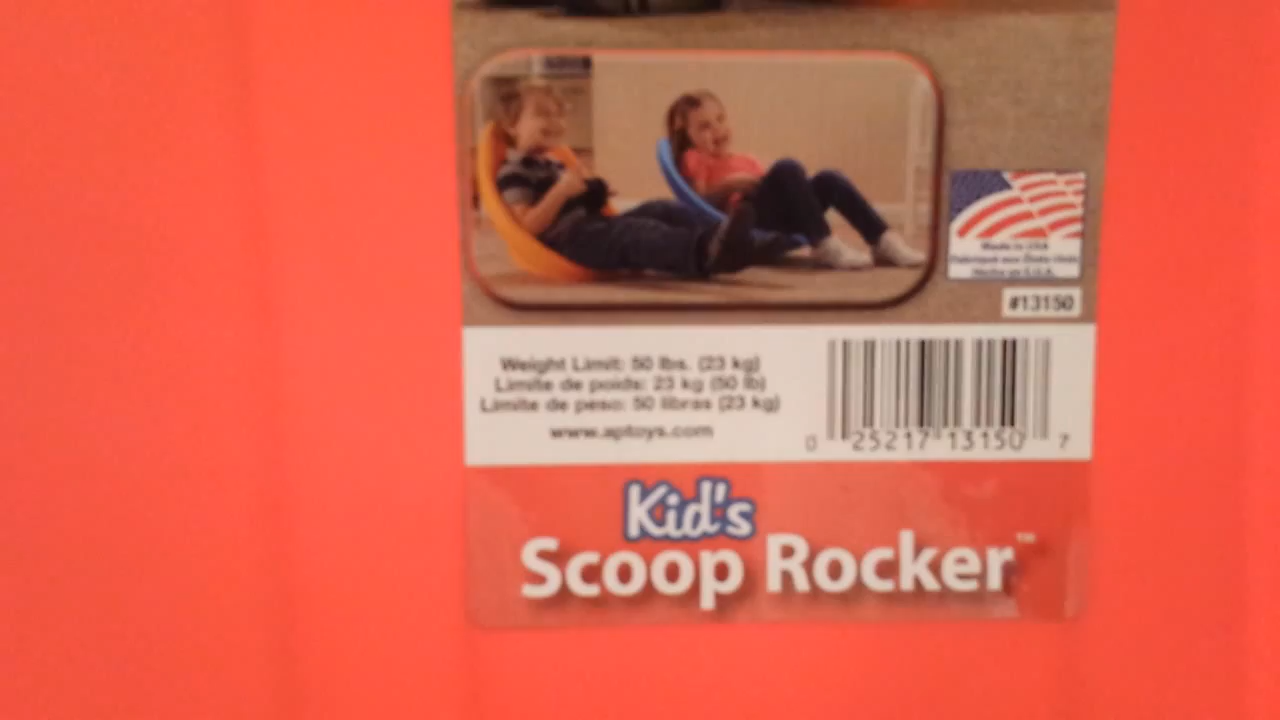 Made in USA
Fabriqué aux États-Unis
Hecho en E.U.A.
#13150
Weight Limit: 50 lbs. (23 kg)
Limite de poids: 23 kg (50 lb)
Límite de peso: 50 libras (23 kg)
www.aptoys.com
0 25217 13150 7
Kid's
Scoop Rocker™